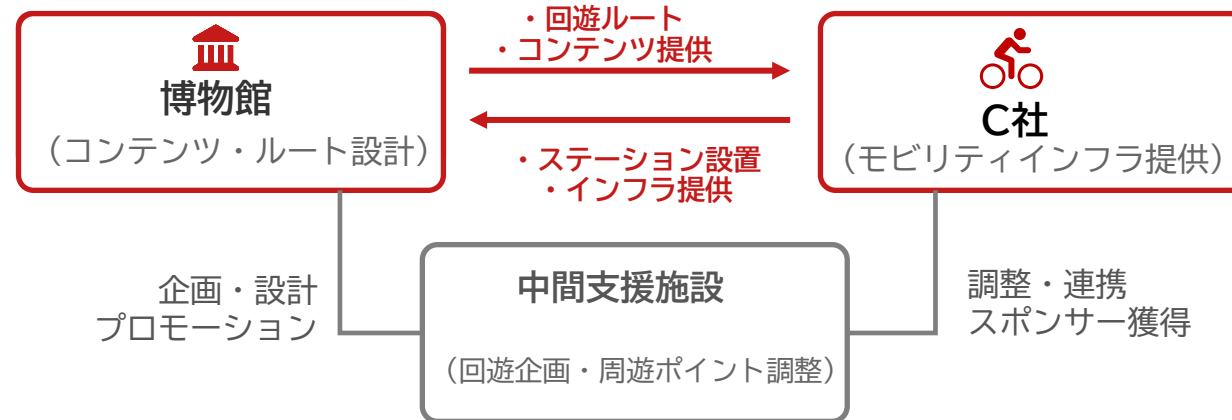 ・回遊ルート
・コンテンツ提供
博物館
（コンテンツ・ルート設計）
C社
（モビリティインフラ提供）
・ステーション設置
・インフラ提供
企画・設計
プロモーション
中間支援施設
（回遊企画・周遊ポイント調整）
調整・連携
スポンサー獲得